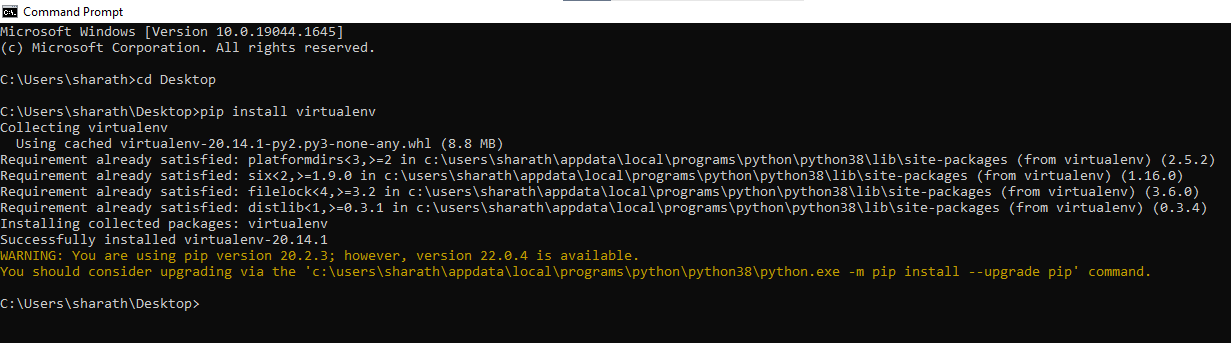 Command Prompt
Microsoft Windows [Version 10.0.19044.1645]
(c) Microsoft Corporation. All rights reserved.
C:\Users\sharath>cd Desktop
C:\Users\sharath\Desktop>pip install virtualenv
Collecting virtualenv
  Using cached virtualenv-20.14.1-py2.py3-none-any.whl (8.8 MB)
Requirement already satisfied: platformdirs<3,>=2 in c:\users\sharath\appdata\local\programs\python\python38\lib\site-packages (from virtualenv) (2.5.2)
Requirement already satisfied: six<2,>=1.9.0 in c:\users\sharath\appdata\local\programs\python\python38\lib\site-packages (from virtualenv) (1.16.0)
Requirement already satisfied: filelock<4,>=3.2 in c:\users\sharath\appdata\local\programs\python\python38\lib\site-packages (from virtualenv) (3.6.0)
Requirement already satisfied: distlib<1,>=0.3.1 in c:\users\sharath\appdata\local\programs\python\python38\lib\site-packages (from virtualenv) (0.3.4)
Installing collected packages: virtualenv
Successfully installed virtualenv-20.14.1
WARNING: You are using pip version 20.2.3; however, version 22.0.4 is available.
You should consider upgrading via the 'c:\users\sharath\appdata\local\programs\python\python38\python.exe -m pip install --upgrade pip' command.
C:\Users\sharath\Desktop>